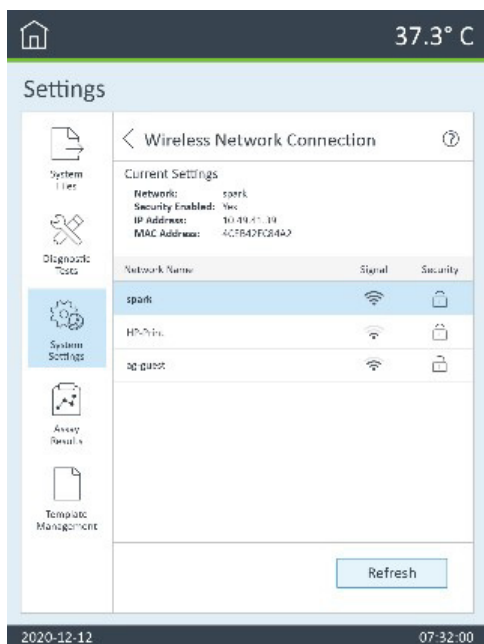 37.3° C
Settings
Wireless Network Connection
System
Files
Current Settings
Network: spark
Security Enabled: Yes
IP Address: 10.49.41.39
MAC Address:
Diagnostic
Tests
Network Name Signal Security
spark
System
Settings
HP-Print
ag-guest
Assay
Results
Template
Management
Refresh
2020-12-12 07:32:00